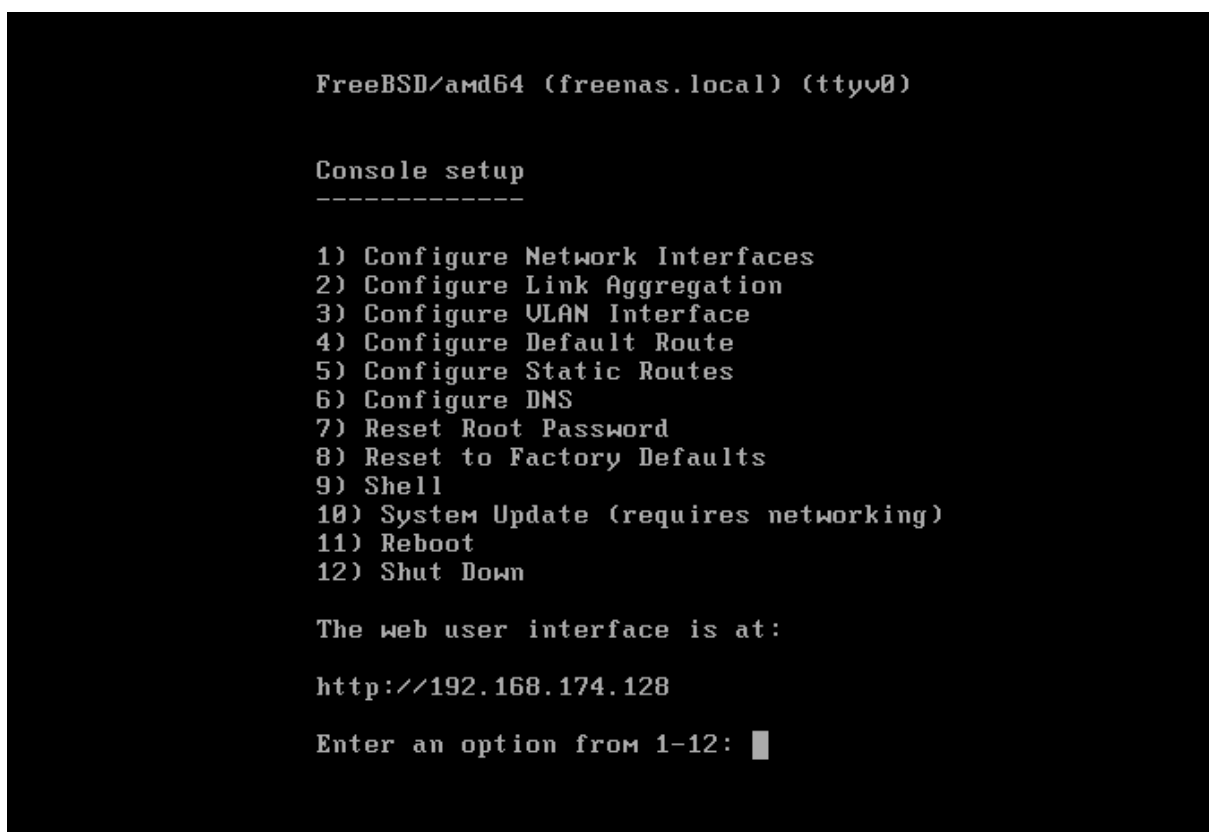 FreeBSD/amd64 (freenas.local) (ttyv0)
Console setup
-------------
1) Configure Network Interfaces
2) Configure Link Aggregation
3) Configure VLAN Interface
4) Configure Default Route
5) Configure Static Routes
6) Configure DNS
7) Reset Root Password
8) Reset to Factory Defaults
9) Shell
10) System Update (requires networking)
11) Reboot
12) Shut Down
The web user interface is at:
http://192.168.174.128
Enter an option from 1-12: